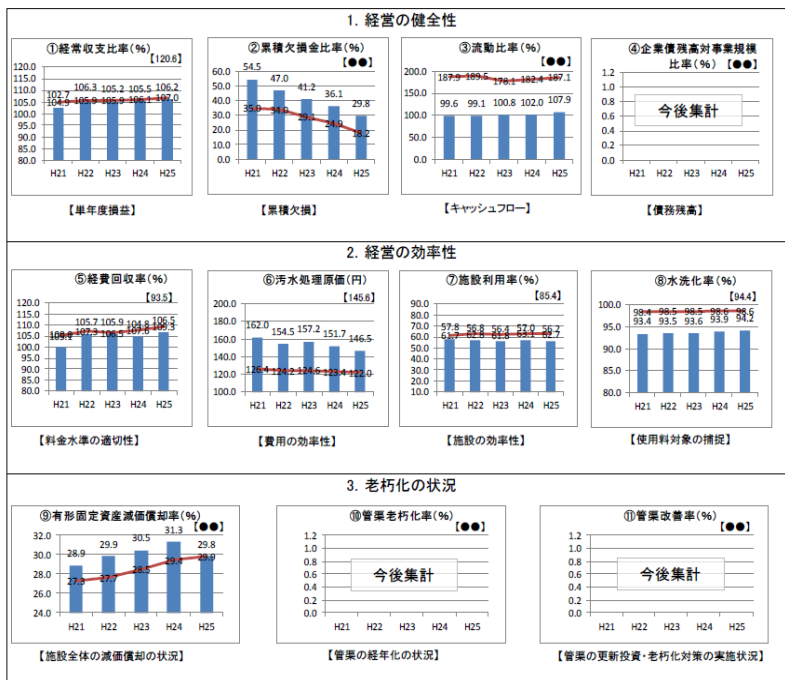 1. 経営の健全性
①経常収支比率(%)
【120.6】
120.0
115.0
110.0
105.0
100.0
95.0
90.0
85.0
80.0
102.7 106.3 105.2 105.5 106.2
104.9 105.9 105.9 106.1 107.0
H21 H22 H23 H24 H25
【単年度損益】
②累積欠損金比率(%)
【●●】
60.0
50.0
40.0
30.0
20.0
10.0
0.0
54.5 47.0 41.2 36.1 29.8
35.0 34.0 29.1 24.9 18.2
H21 H22 H23 H24 H25
【累積欠損】
③流動比率(%)
【●●】
200.0
150.0
100.0
50.0
0.0
187.9 189.5 178.1 182.4 187.1
99.6 99.1 100.8 102.0 107.9
H21 H22 H23 H24 H25
【キャッシュフロー】
④企業債残高対事業規模
比率(%) 【●●】
1.2
1.0
0.8
0.6
0.4
0.2
0.0
今後集計
H21 H22 H23 H24 H25
【債務残高】
2. 経営の効率性
⑤経費回収率(%)
【93.5】
120.0
115.0
110.0
105.0
100.0
95.0
90.0
85.0
80.0
105.7 105.9 104.8 106.5
107.3 106.5 107.8 109.3
H21 H22 H23 H24 H25
【料金水準の適切性】
⑥汚水処理原価(円)
【145.6】
200.0
180.0
160.0
140.0
120.0
100.0
162.0 154.5 157.2 151.7 146.5
126.4 124.2 124.6 123.4 122.0
H21 H22 H23 H24 H25
【費用の効率性】
⑦施設利用率(%)
【85.4】
90.0
80.0
70.0
60.0
50.0
40.0
30.0
20.0
10.0
57.8 56.8 56.4 57.0 56.2
61.7 62.8 61.8 62.7
H21 H22 H23 H24 H25
【施設の効率性】
⑧水洗化率(%)
【94.4】
100.0
95.0
90.0
85.0
80.0
98.4 98.5 98.5 98.6 98.6
93.4 93.5 93.6 93.9 94.2
H21 H22 H23 H24 H25
【使用料対象の捕捉】
3. 老朽化の状況
⑨有形固定資産減価償却率(%)
【●●】
32.0
30.0
28.0
26.0
24.0
28.9 29.9 30.5 31.3 29.8
27.3 27.7 28.5 29.4 29.9
H21 H22 H23 H24 H25
【施設全体の減価償却の状況】
⑩管渠老朽化率(%)
【●●】
1.2
1.0
0.8
0.6
0.4
0.2
0.0
今後集計
H21 H22 H23 H24 H25
【管渠の経年化の状況】
⑪管渠改善率(%)
【●●】
1.2
1.0
0.8
0.6
0.4
0.2
0.0
今後集計
H21 H22 H23 H24 H25
【管渠の更新投資・老朽化対策の実施状況】